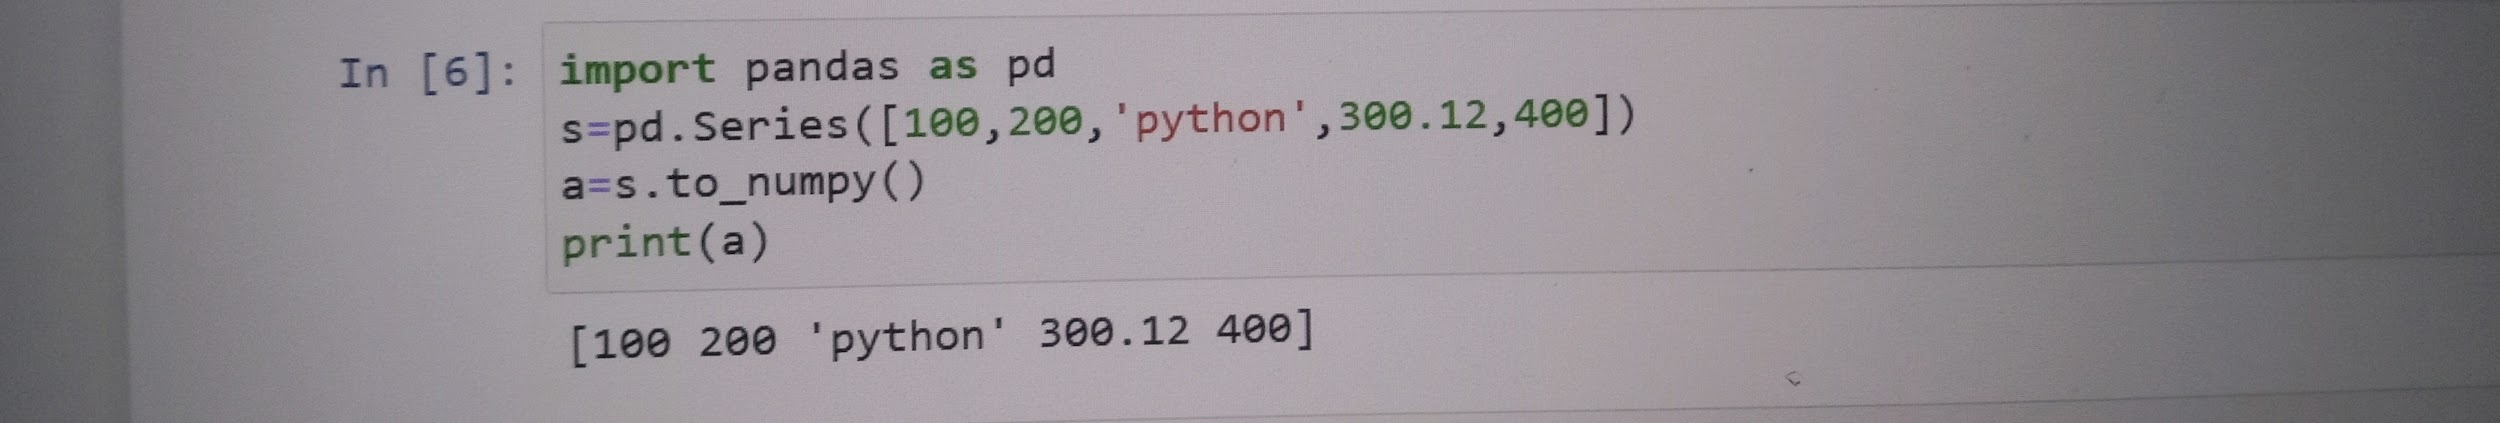 In [6]: import pandas as pd
s=pd.Series([100,200,'python',300.12,400])
a=s.to_numpy()
print(a)
[100 200 'python' 300.12 400]